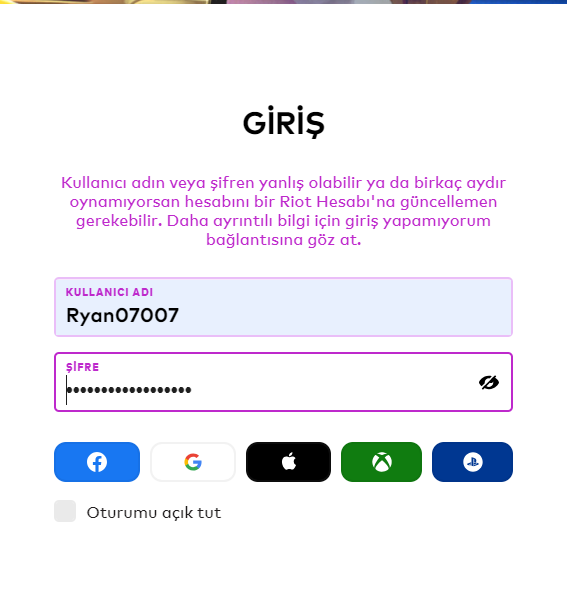 GİRİŞ
Kullanıcı adın veya şifren yanlış olabilir ya da birkaç aydır
oynamıyorsan hesabını bir Riot Hesabı'na güncellemen
gerekebilir. Daha ayrıntılı bilgi için giriş yapamıyorum
bağlantısına göz at.
KULLANICI ADI
Ryan07007
ŞİFRE
••••••••••••••••••
Oturumu açık tut